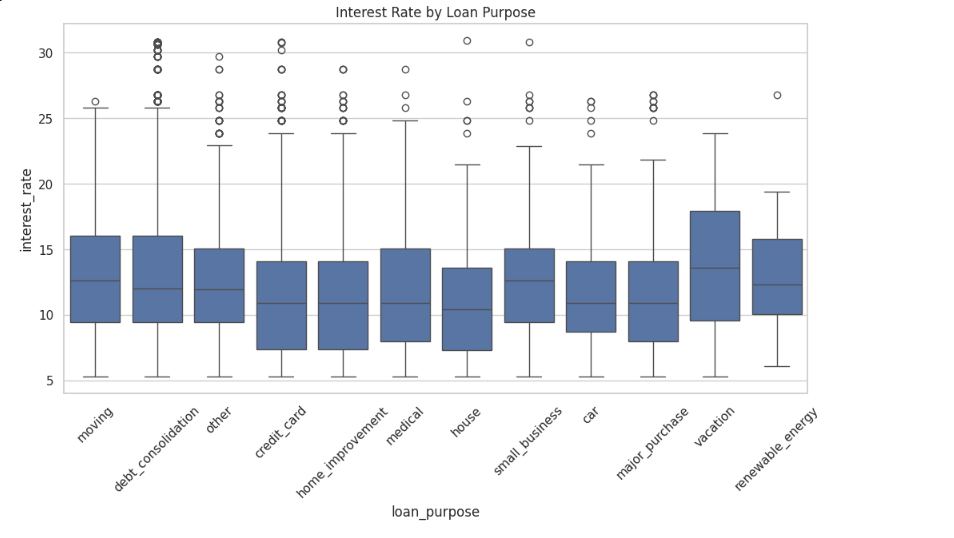 Interest Rate by Loan Purpose
interest_rate
30
25
20
15
10
5
moving
debt_consolidation
other
credit_card
home_improvement
medical
house
small_business
car
major_purchase
vacation
renewable_energy
loan_purpose